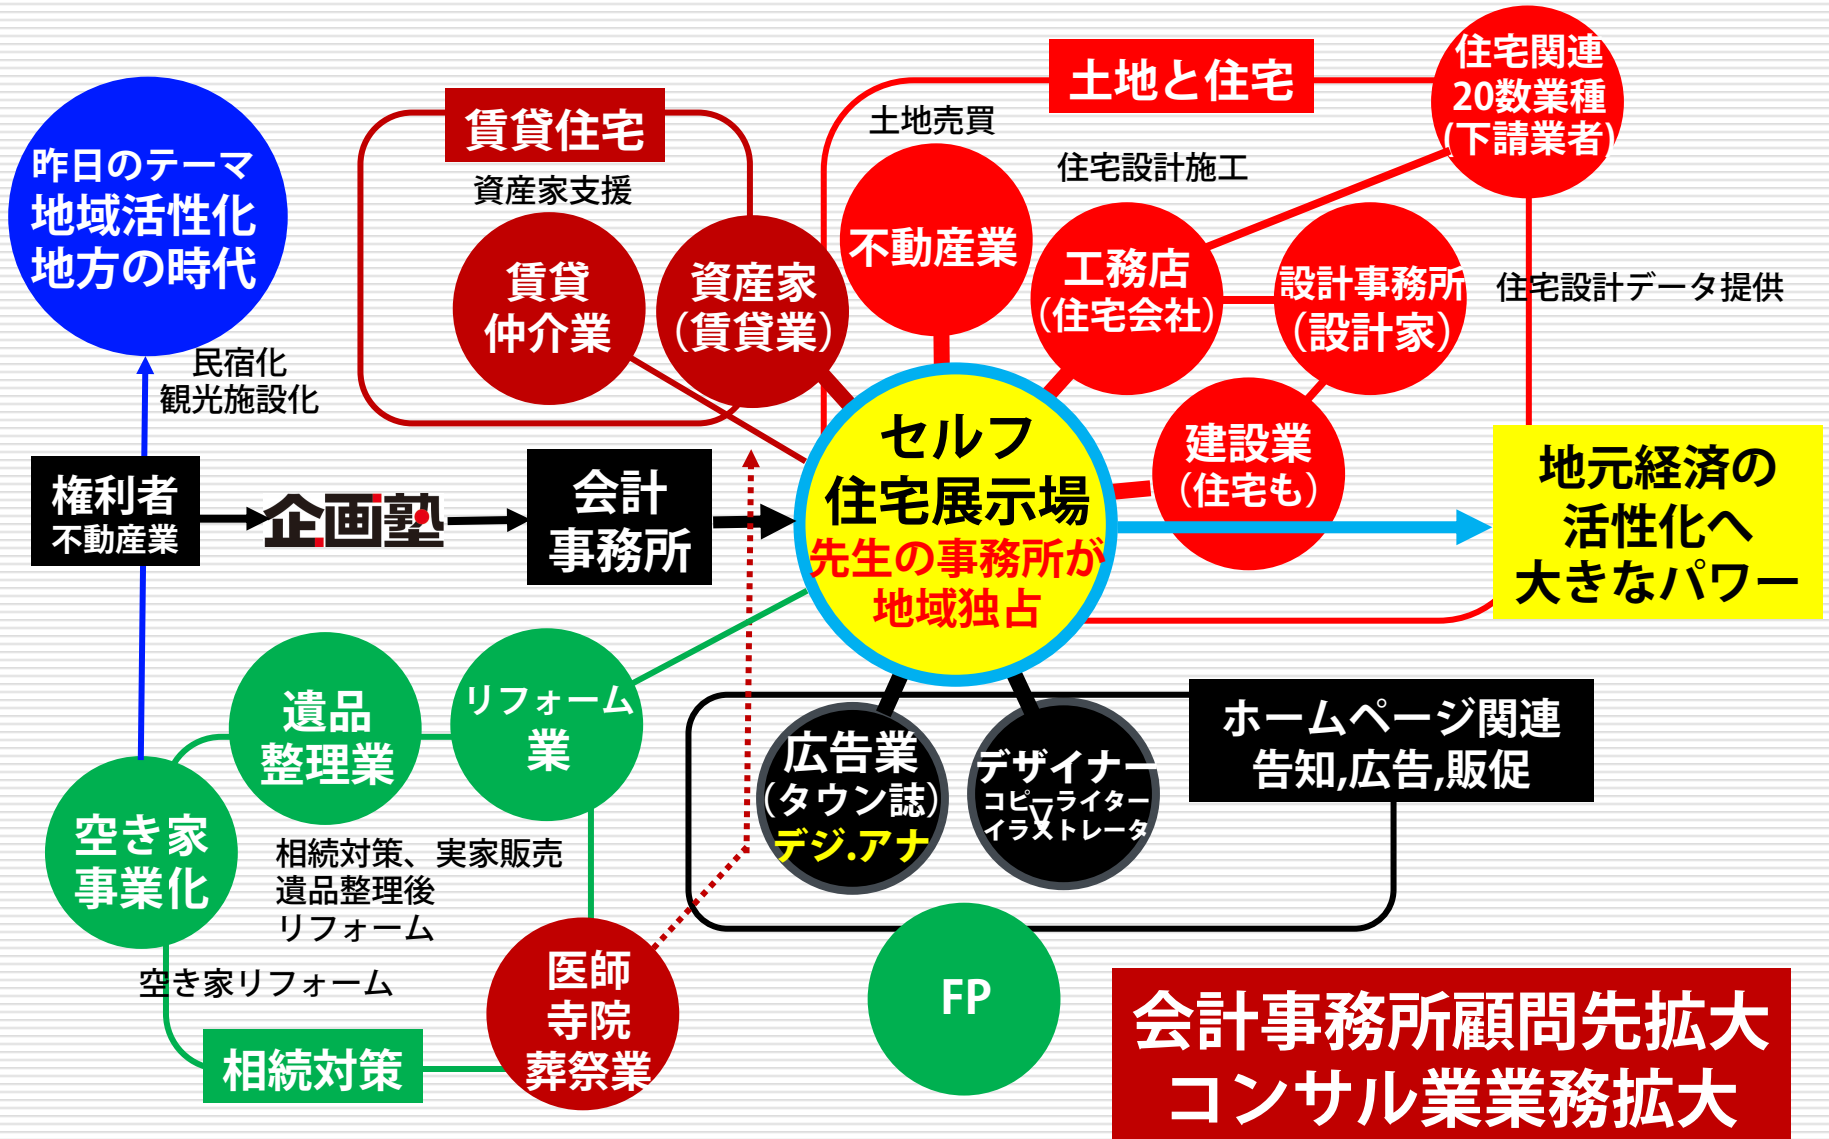 昨日のテーマ
地域活性化
地方の時代
民宿化
観光施設化
権利者
不動産業
企画塾
会計
事務所
賃貸住宅
資産家支援
賃貸
仲介業
資産家
（賃貸業）
土地と住宅
土地売買
住宅設計施工
不動産業
工務店
（住宅会社）
設計事務所
（設計家）
建設業
（住宅も）
住宅関連
20数業種
(下請業者)
住宅設計データ提供
セルフ
住宅展示場
先生の事務所が
地域独占
地元経済の
活性化へ
大きなパワー
遺品
整理業
リフォーム
業
空き家
事業化
相続対策、実家販売
遺品整理後
リフォーム
空き家リフォーム
相続対策
医師
寺院
葬祭業
広告業
（タウン誌）
デジ.アナ
デザイナー
コピーライター
イラストレータ
ホームページ関連
告知,広告,販促
FP
会計事務所顧問先拡大
コンサル業業務拡大